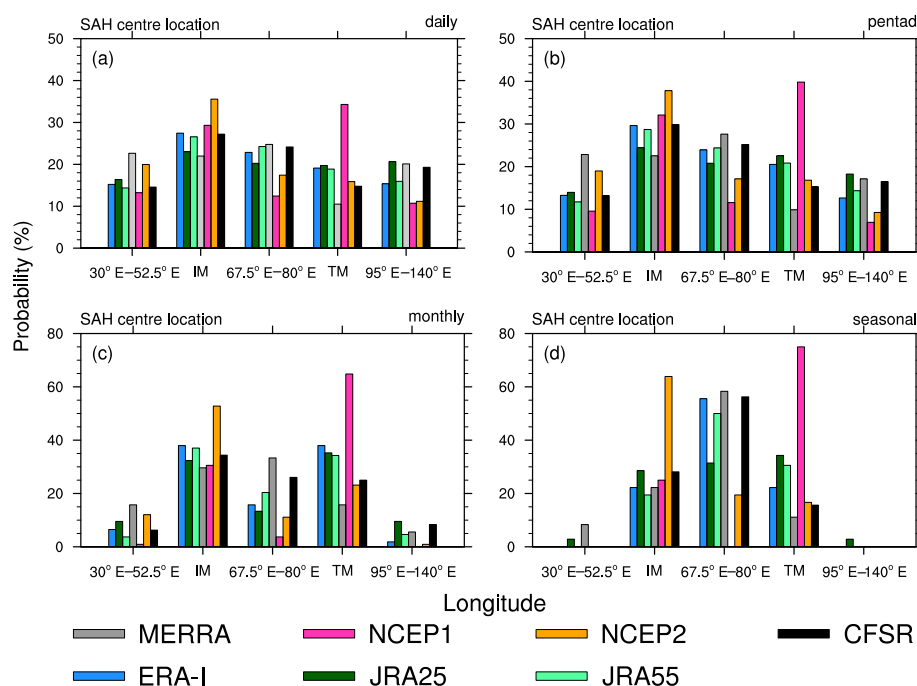 SAH centre location daily
(a)
50
40
30
20
10
0
30° E–52.5° E IM 67.5° E–80° E TM 95° E–140° E
SAH centre location pentad
(b)
50
40
30
20
10
0
30° E–52.5° E IM 67.5° E–80° E TM 95° E–140° E
Probability (%)
SAH centre location monthly
(c)
80
60
40
20
0
30° E–52.5° E IM 67.5° E–80° E TM 95° E–140° E
SAH centre location seasonal
(d)
80
60
40
20
0
30° E–52.5° E IM 67.5° E–80° E TM 95° E–140° E
Longitude
MERRA NCEP1 NCEP2 CFSR
ERA-I JRA25 JRA55